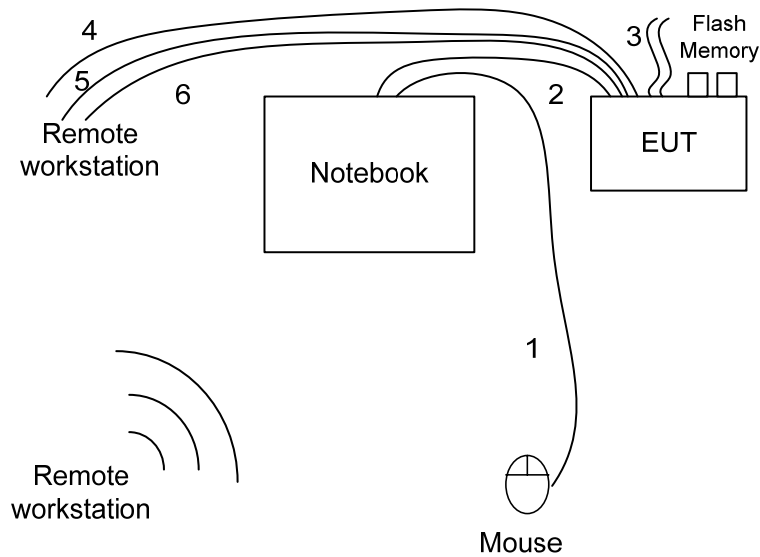 4
3
Flash
Memory
5
6
2
Remote
workstation
Notebook
EUT
1
Remote
workstation
Mouse